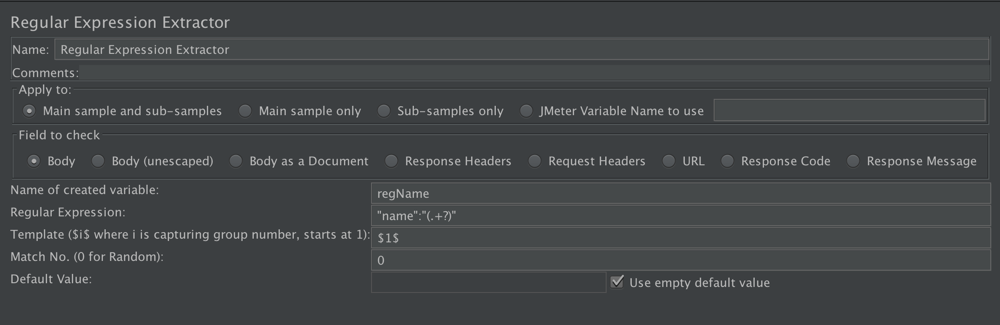 Regular Expression Extractor
Name: Regular Expression Extractor
Comments:
Apply to:
Main sample and sub-samples Main sample only Sub-samples only JMeter Variable Name to use
Field to check
Body Body (unescaped) Body as a Document Response Headers Request Headers URL Response Code Response Message
Name of created variable: regName
Regular Expression: "name":"(.+?)"
Template ($i$ where i is capturing group number, starts at 1): $1$
Match No. (0 for Random): 0
Default Value: Use empty default value